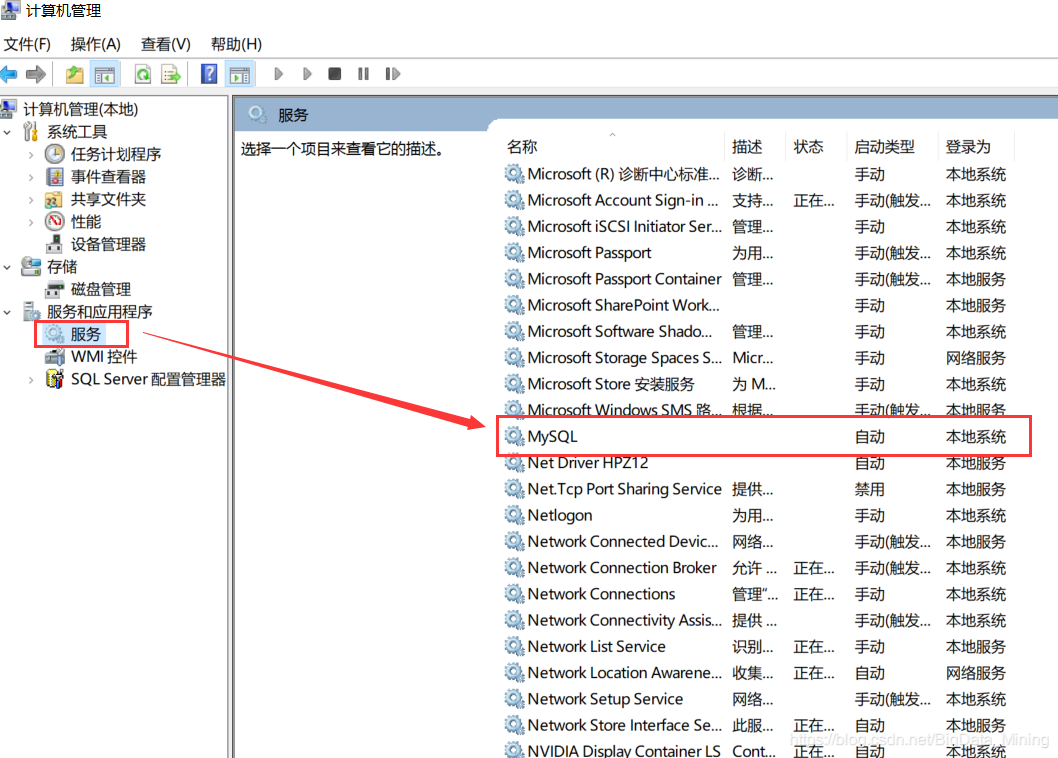 计算机管理
文件(F) 操作(A) 查看(V) 帮助(H)
计算机管理(本地)
系统工具
任务计划程序
事件查看器
共享文件夹
性能
设备管理器
存储
磁盘管理
服务和应用程序
服务
WMI 控件
SQL Server 配置管理器
服务
选择一个项目来查看它的描述。
名称 描述 状态 启动类型 登录为
Microsoft (R) 诊断中心标准... 诊断... 手动 本地系统
Microsoft Account Sign-in ... 支持... 正在... 手动(触发... 本地系统
Microsoft iSCSI Initiator Ser... 管理... 手动 本地系统
Microsoft Passport 为用... 手动(触发... 本地系统
Microsoft Passport Container 管理... 手动(触发... 本地服务
Microsoft SharePoint Work... 手动 本地服务
Microsoft Software Shado... 管理... 手动 本地系统
Microsoft Storage Spaces S... Micr... 手动 网络服务
Microsoft Store 安装服务 为 M... 手动 本地系统
Microsoft Windows SMS 路... 根据... 手动(触发... 本地服务
MySQL 自动 本地系统
Net Driver HPZ12 自动 本地服务
Net.Tcp Port Sharing Service 提供... 禁用 本地服务
Netlogon 为用... 手动 本地系统
Network Connected Devic... 网络... 手动(触发... 本地服务
Network Connection Broker 允许 ... 正在... 手动(触发... 本地系统
Network Connections 管理“... 正在... 手动 本地系统
Network Connectivity Assis... 提供 ... 手动(触发... 本地系统
Network List Service 识别... 正在... 手动 本地服务
Network Location Awarene... 收集... 正在... 自动 网络服务
Network Setup Service 网络... 手动(触发... 本地系统
Network Store Interface Se... 此服... 正在... 自动 本地服务
NVIDIA Display Container LS Cont... 正在... 自动 本地系统
https://blog.csdn.net/BigData_Mining